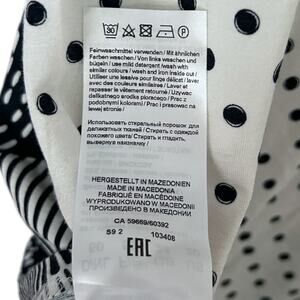 30
Feinwaschmittel verwenden / Mit ähnlichen
Farben waschen / Von links waschen und
bügeln / use mild detergent /wash with
similar colours / wash and iron inside out /
Utilisez une lessive pour linge délicat / laver
avec des couleurs similaires / laver et
repasser le vêtement retourné / Używać
delikatnego środka piorącego / Prać z
podobnymi kolorami / Prać i prasować na
lewej stronie/
Использовать стиральный порошок для
деликатных тканей / Стирать с одеждой
похожего цвета / Стирать и гладить,
вывернув наизнанку
HERGESTELLT IN MAZEDONIEN
MADE IN MACEDONIA
FABRIQUÉ EN MACÉDOINE
WYPRODUKOWANO W MACEDONII
ПРОИЗВЕДЕНО В МАКЕДОНИИ
CA 59669/60392
S9 2 103408
EAC